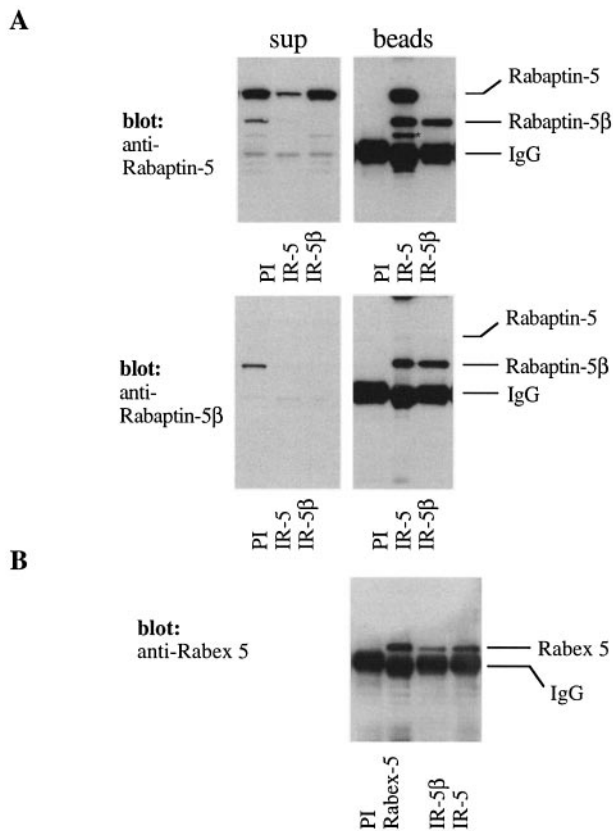 A
sup
beads
blot:
anti-
Rabaptin-5
Rabaptin-5
Rabaptin-5β
IgG
PI
IR-5
IR-5β
PI
IR-5
IR-5β
blot:
anti-
Rabaptin-5β
Rabaptin-5
Rabaptin-5β
IgG
PI
IR-5
IR-5β
PI
IR-5
IR-5β
B
blot:
anti-Rabex 5
Rabex 5
IgG
PI
Rabex-5
IR-5β
IR-5